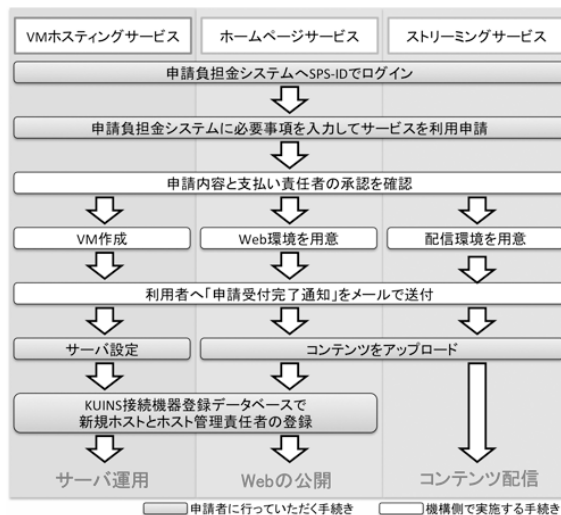 VMホスティングサービス
ホームページサービス
ストリーミングサービス
申請負担金システムへSPS-IDでログイン
申請負担金システムに必要事項を入力してサービスを利用申請
申請内容と支払い責任者の承認を確認
VM作成
Web環境を用意
配信環境を用意
利用者へ「申請受付完了通知」をメールで送付
サーバ設定
コンテンツをアップロード
KUINS接続機器登録データベースで
新規ホストとホスト管理責任者の登録
サーバ運用
Webの公開
コンテンツ配信
申請者に行っていただく手続き
機構側で実施する手続き